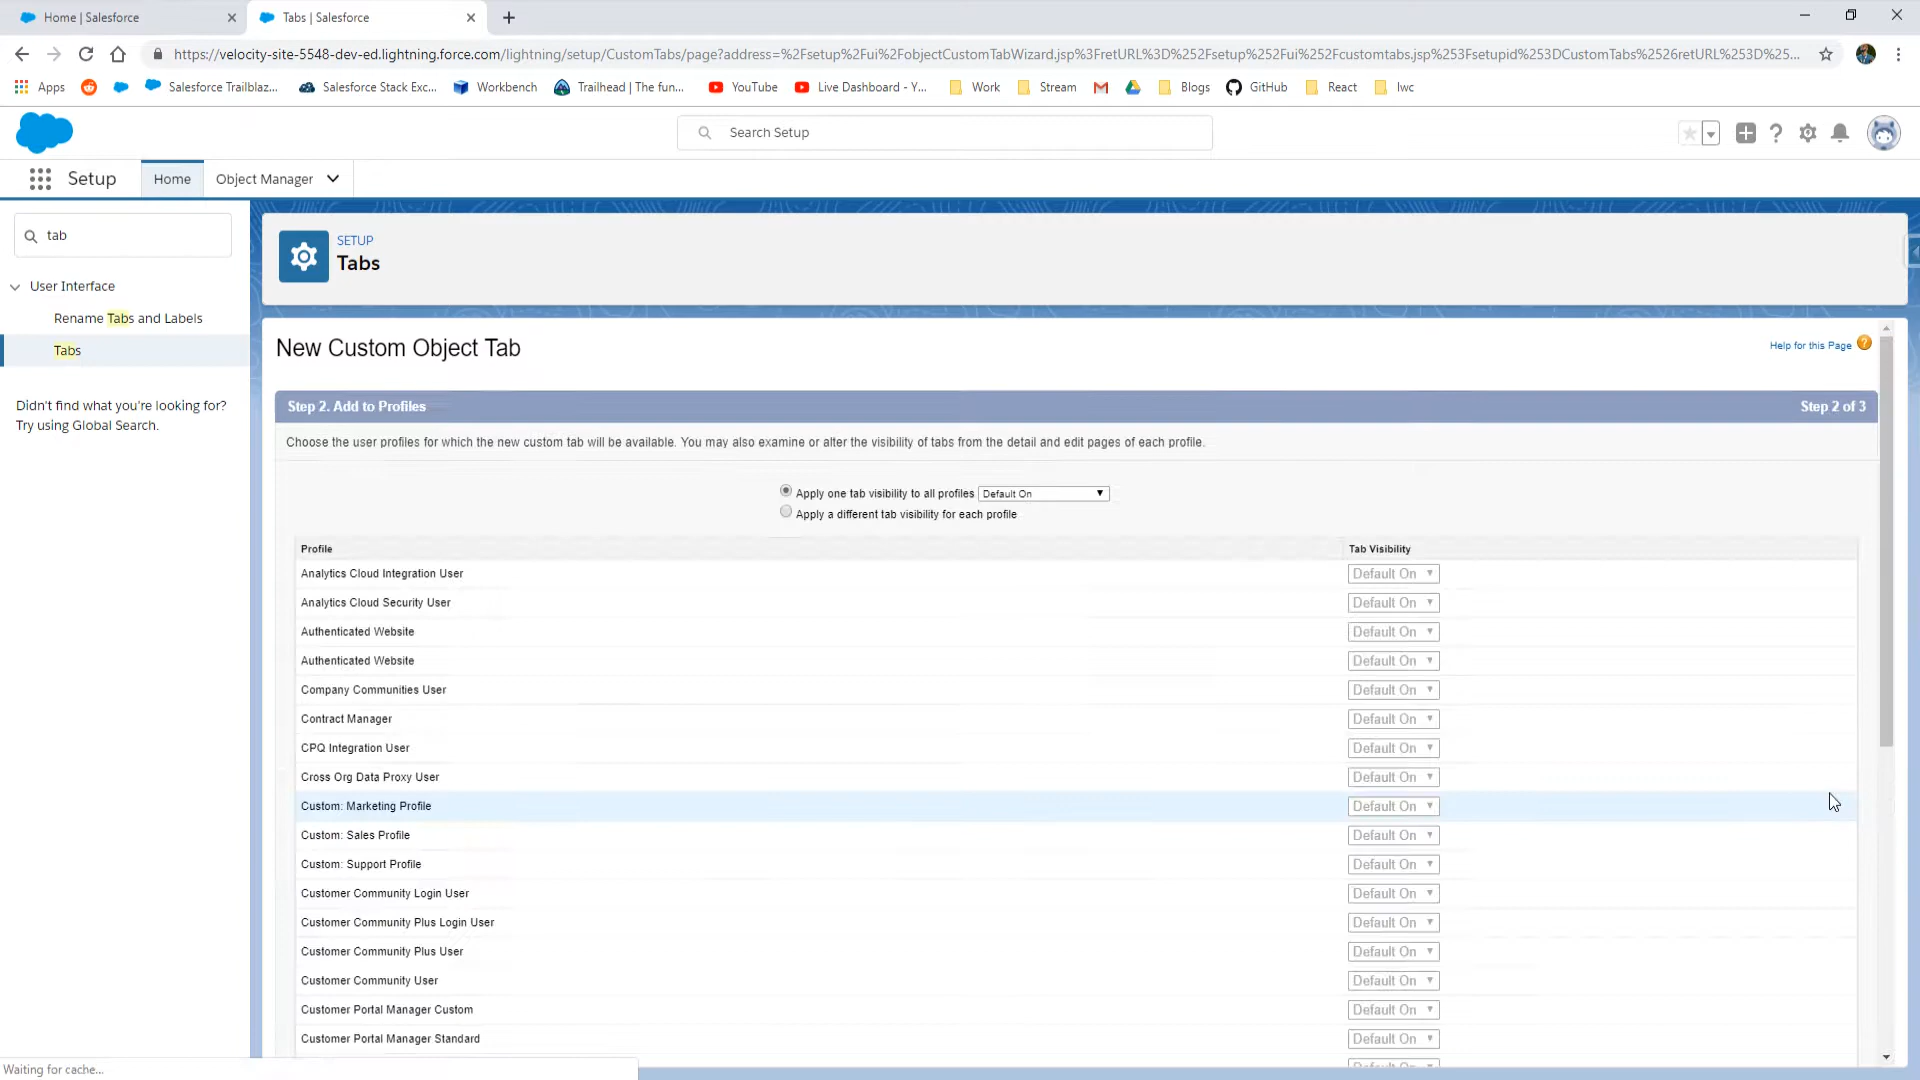 Home | Salesforce
Tabs | Salesforce
https://velocity-site-5548-dev-ed.lightning.force.com/lightning/setup/CustomTabs/page?address=%2Fsetup%2Fui%2FobjectCustomTabWizard.jsp%3FretURL%3D%252Fsetup%252Fui%252Fcustomtabs.jsp%253Fsetupid%253DCustomTabs%2526retURL%253D%25...
Apps
Salesforce Trailblaz...
Salesforce Stack Exc...
Workbench
Trailhead | The fun...
YouTube
Live Dashboard - Y...
Work
Stream
Blogs
GitHub
React
lwc
Search Setup
Setup
Home
Object Manager
tab
User Interface
Rename Tabs and Labels
Tabs
Didn't find what you're looking for?
Try using Global Search.
SETUP
Tabs
New Custom Object Tab
Help for this Page
Step 2. Add to Profiles
Step 2 of 3
Choose the user profiles for which the new custom tab will be available. You may also examine or alter the visibility of tabs from the detail and edit pages of each profile.
Apply one tab visibility to all profiles Default On
Apply a different tab visibility for each profile
Profile Tab Visibility
Analytics Cloud Integration User Default On
Analytics Cloud Security User Default On
Authenticated Website Default On
Authenticated Website Default On
Company Communities User Default On
Contract Manager Default On
CPQ Integration User Default On
Cross Org Data Proxy User Default On
Custom: Marketing Profile Default On
Custom: Sales Profile Default On
Custom: Support Profile Default On
Customer Community Login User Default On
Customer Community Plus Login User Default On
Customer Community Plus User Default On
Customer Community User Default On
Customer Portal Manager Custom Default On
Customer Portal Manager Standard Default On
Waiting for cache...